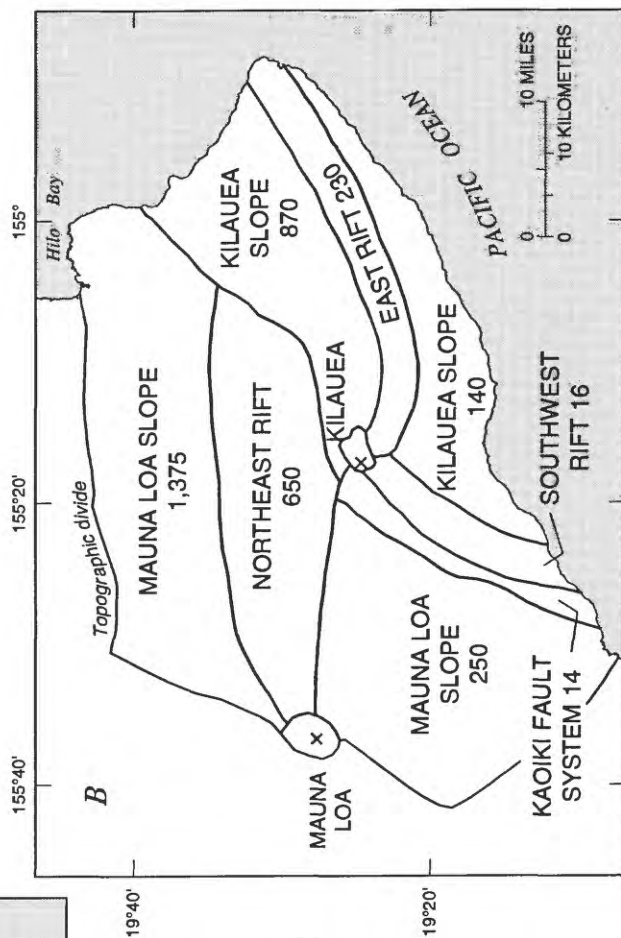 155°40'
155°20'
155°
B
19°40'
19°20'
Hilo Bay
Topographic divide
MAUNA LOA SLOPE
1,375
KILAUEA
SLOPE
870
NORTHEAST RIFT
650
KILAUEA
EAST RIFT 230
MAUNA
LOA
MAUNA LOA
SLOPE
250
KILAUEA SLOPE
140
PACIFIC OCEAN
SOUTHWEST
RIFT 16
KAOIKI FAULT
SYSTEM 14
0 10 MILES
0 10 KILOMETERS